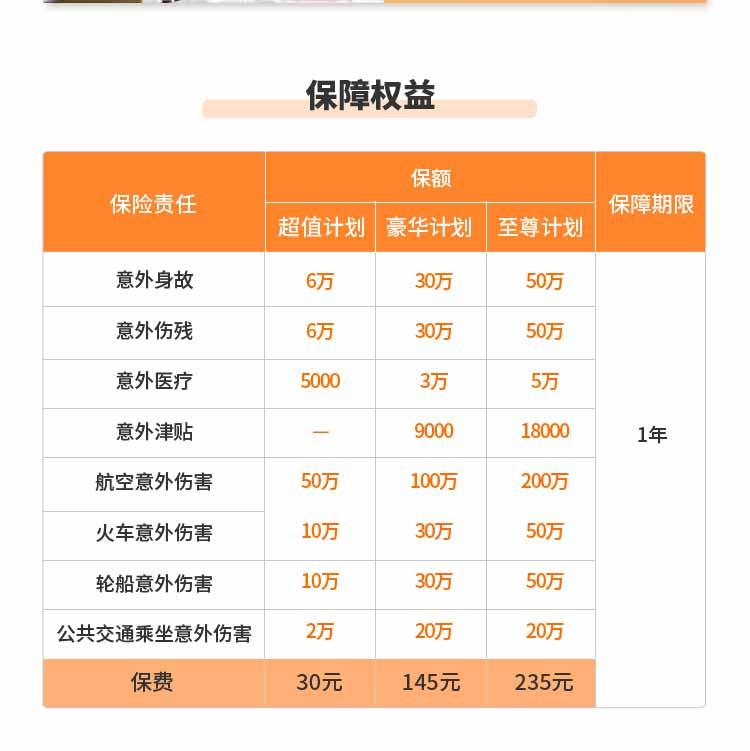 保障权益
保险责任 保额 保障期限
超值计划 豪华计划 至尊计划
意外身故 6万 30万 50万
意外伤残 6万 30万 50万
意外医疗 5000 3万 5万
意外津贴 — 9000 18000 1年
航空意外伤害 50万 100万 200万
火车意外伤害 10万 30万 50万
轮船意外伤害 10万 30万 50万
公共交通乘坐意外伤害 2万 20万 20万
保费 30元 145元 235元